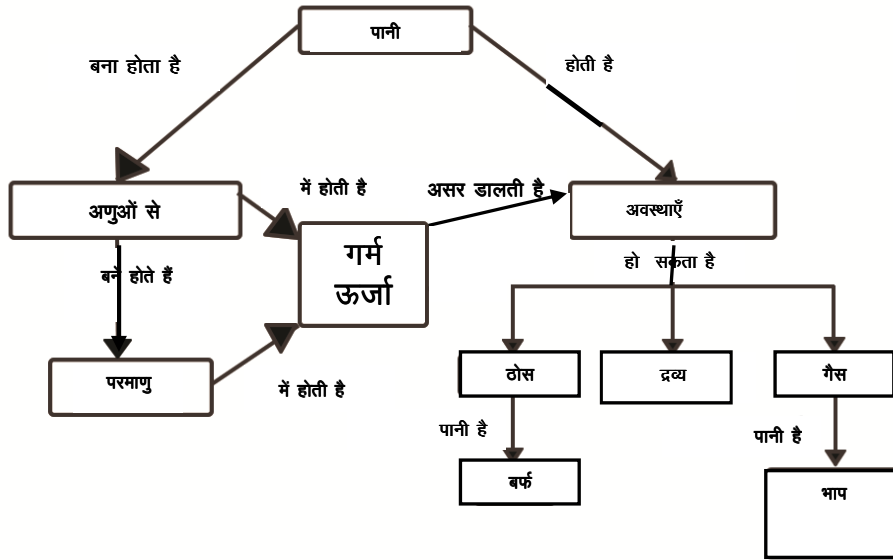 पानी
बना होता है
होती है
में होती है
असर डालती है
अणुओं से
अवस्थाएँ
गर्म
ऊर्जा
बने होते हैं
हो सकता है
परमाणु
में होती है
ठोस
द्रव्य
गैस
पानी है
पानी है
बर्फ
भाप